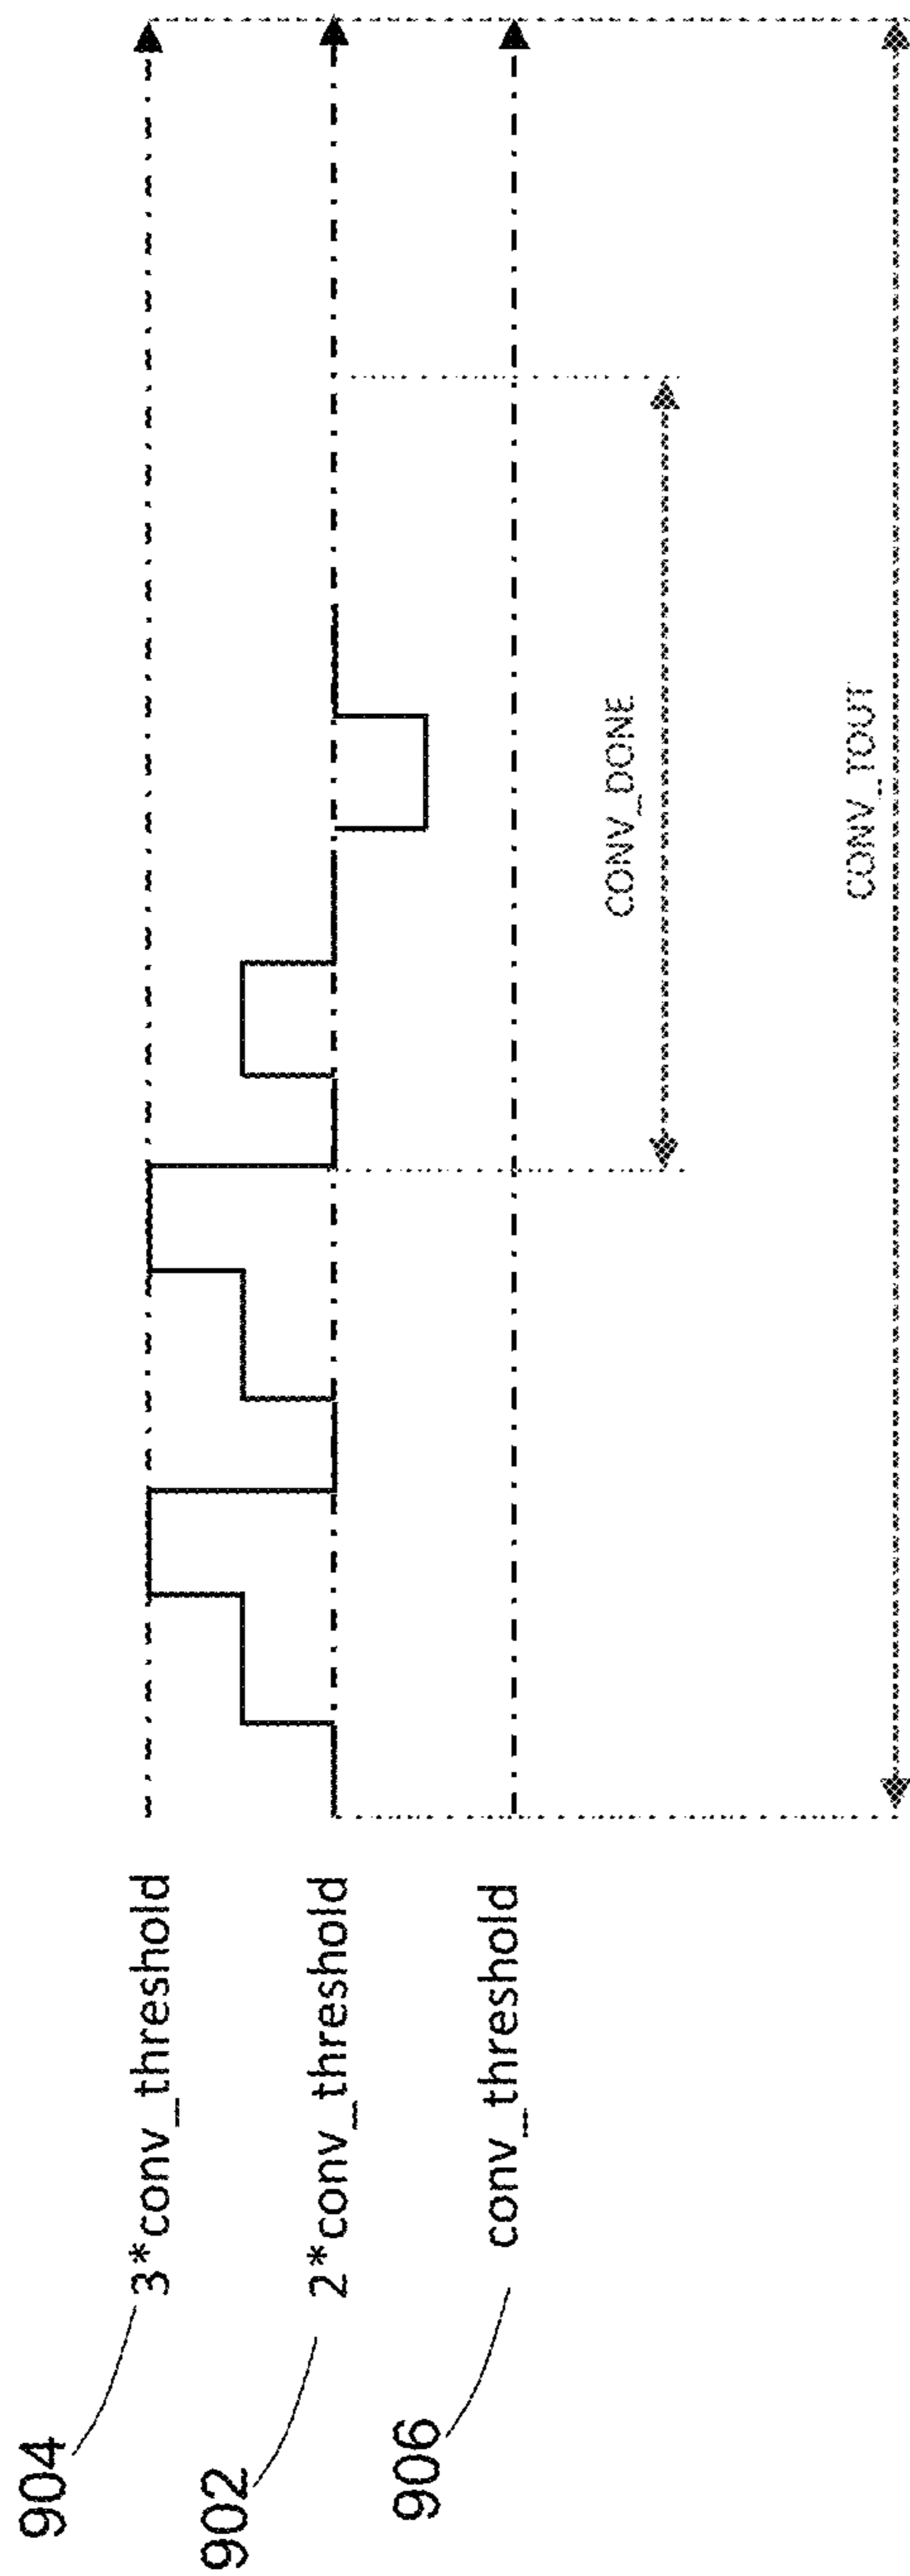 904
3*conv_threshold
902
2*conv_threshold
906
conv_threshold
CONV_DONE
CONV_TOUT